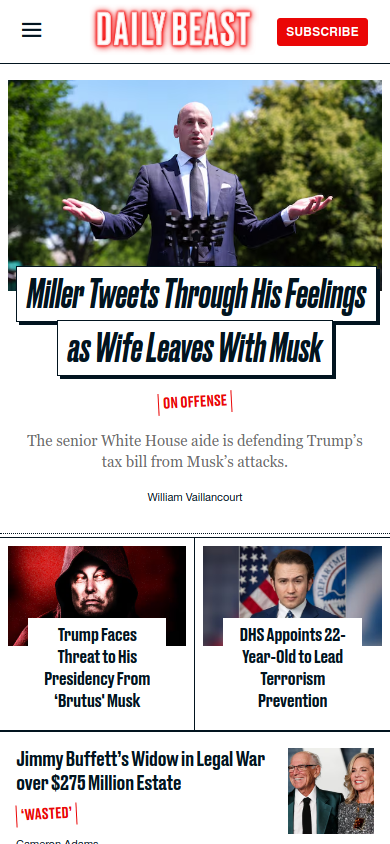 DAILY BEAST
SUBSCRIBE
Miller Tweets Through His Feelings
as Wife Leaves With Musk
ON OFFENSE
The senior White House aide is defending Trump’s
tax bill from Musk’s attacks.
William Vaillancourt
Trump Faces
Threat to His
Presidency From
‘Brutus’ Musk
DHS Appoints 22-
Year-Old to Lead
Terrorism
Prevention
Jimmy Buffett’s Widow in Legal War
over $275 Million Estate
‘WASTED’
Cameron Adams